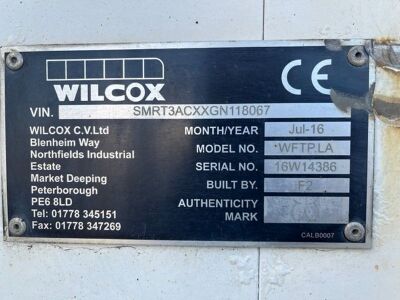 WILCOX
CE
VIN. SMRT3ACXXGN118067
WILCOX C.V.Ltd
Blenheim Way
Northfields Industrial
Estate
Market Deeping
Peterborough
PE6 8LD
Tel: 01778 345151
Fax: 01778 347269
MONTH/YEAR Jul-16
MODEL NO. WFTP.LA
SERIAL NO. 16W14386
BUILT BY. F2
AUTHENTICITY
MARK
CALB0007